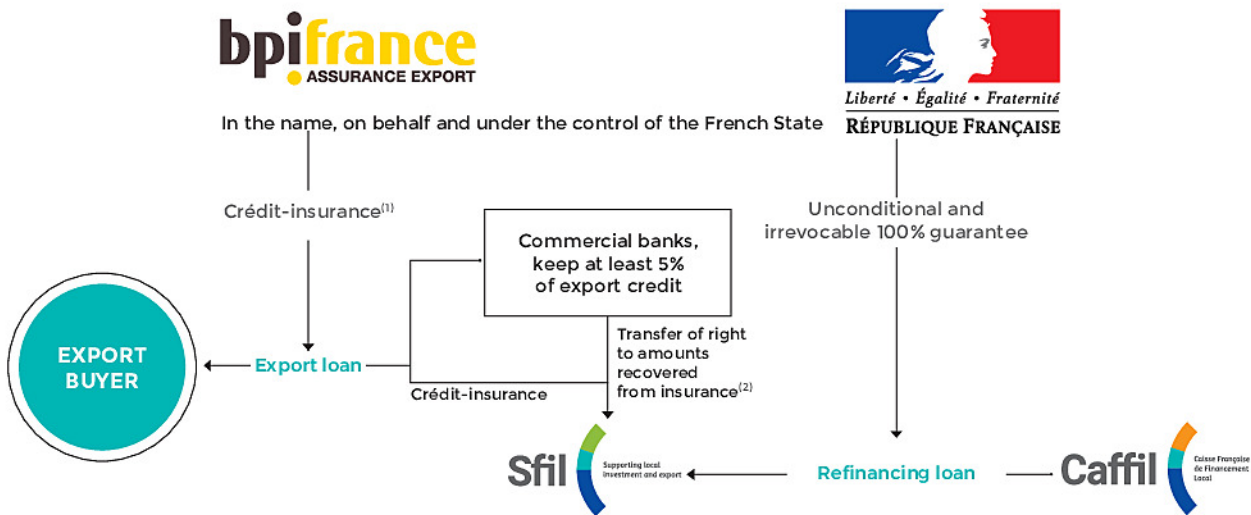 bpifrance
ASSURANCE EXPORT
Liberté • Égalité • Fraternité
RÉPUBLIQUE FRANÇAISE
In the name, on behalf and under the control of the French State
Crédit-insurance(1)
Unconditional and
irrevocable 100% guarantee
Commercial banks,
keep at least 5%
of export credit
Transfer of right
to amounts
recovered
from insurance(2)
EXPORT
BUYER
Export loan
Crédit-insurance
Sfil
Supporting local
investment and export
Refinancing loan
Caffil
Caisse Française
de Financement
Local